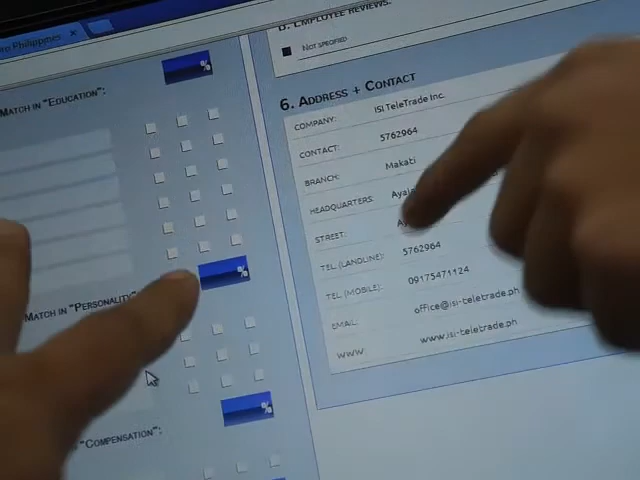 ro Philippines
Match in "Education":
%
%
Match in "Personality"
%
"Compensation":
D. Employee Reviews:
Not specified
6. Address + Contact
Company: ISI TeleTrade Inc.
Contact: 5762964
Branch: Makati
Headquarters:
Street:
Tel (Landline): 5762964
Tel (Mobile): 09175471124
Email: office@isi-teletrade.ph
www www.isi-teletrade.ph